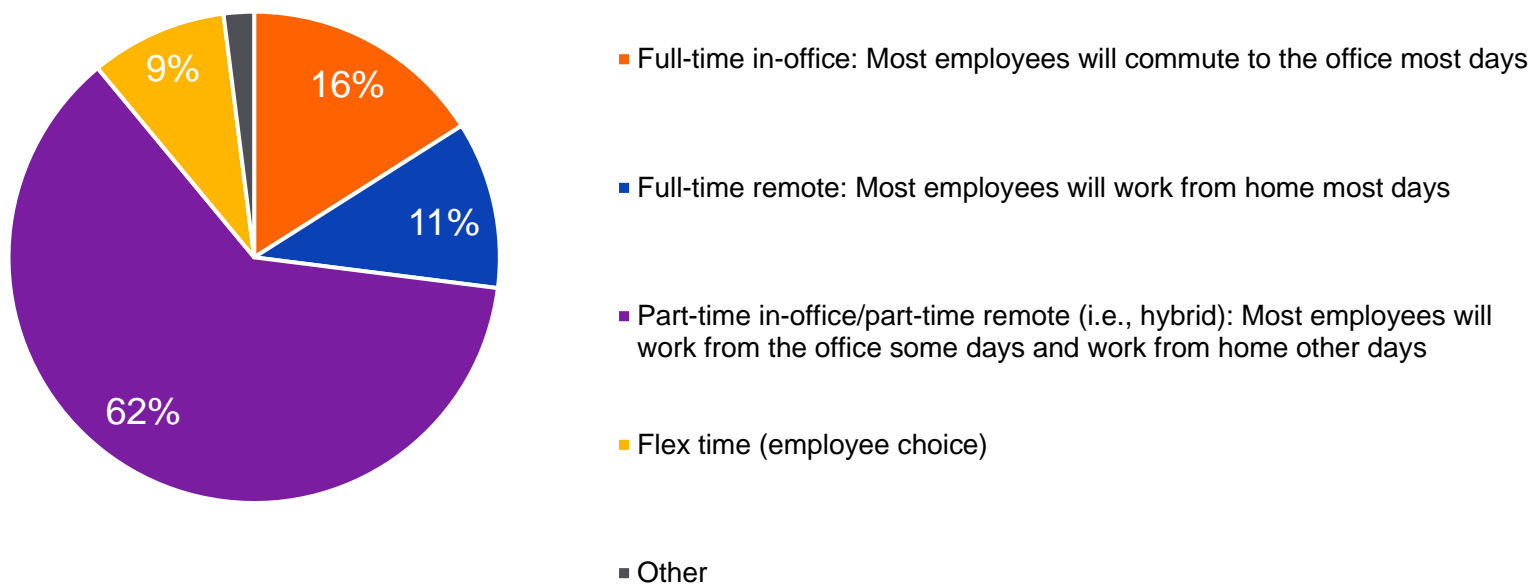 9%
16%
11%
62%
Full-time in-office: Most employees will commute to the office most days
Full-time remote: Most employees will work from home most days
Part-time in-office/part-time remote (i.e., hybrid): Most employees will
work from the office some days and work from home other days
Flex time (employee choice)
Other